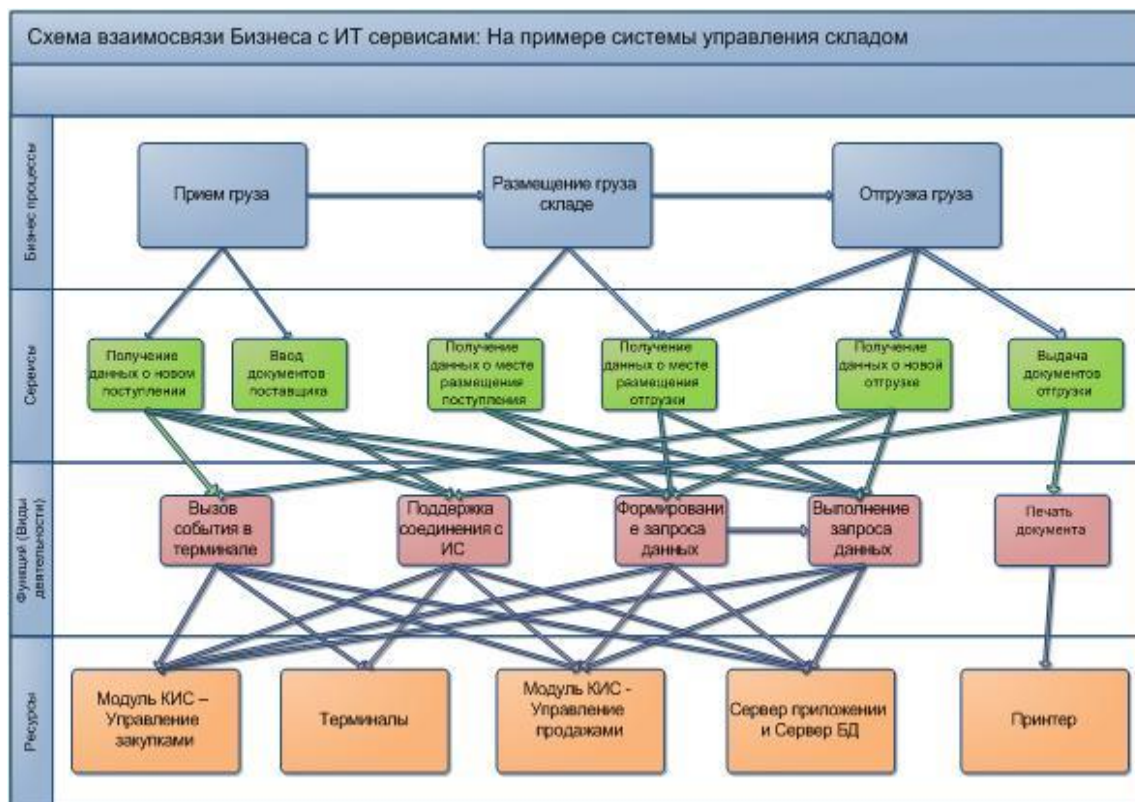 Схема взаимосвязи Бизнеса с ИТ сервисами: На примере системы управления складом
Бизнес процессы
Прием груза
Размещение груза
складе
Отгрузка груза
Сервисы
Получение
данных о новом
поступлении
Ввод
документов
поставщика
Получение
данных о месте
размещения
поступления
Получение
данных о месте
размещения
отгрузки
Получение
данных о новой
отгрузке
Выдача
документов
отгрузки
Функций (Виды
деятельности)
Вызов
события в
терминале
Поддержка
соединения с
ИС
Формировани
е запроса
данных
Выполнение
запроса
данных
Печать
документа
Ресурсы
Модуль КИС –
Управление
закупками
Терминалы
Модуль КИС -
Управление
продажами
Сервер приложении
и Сервер БД
Принтер